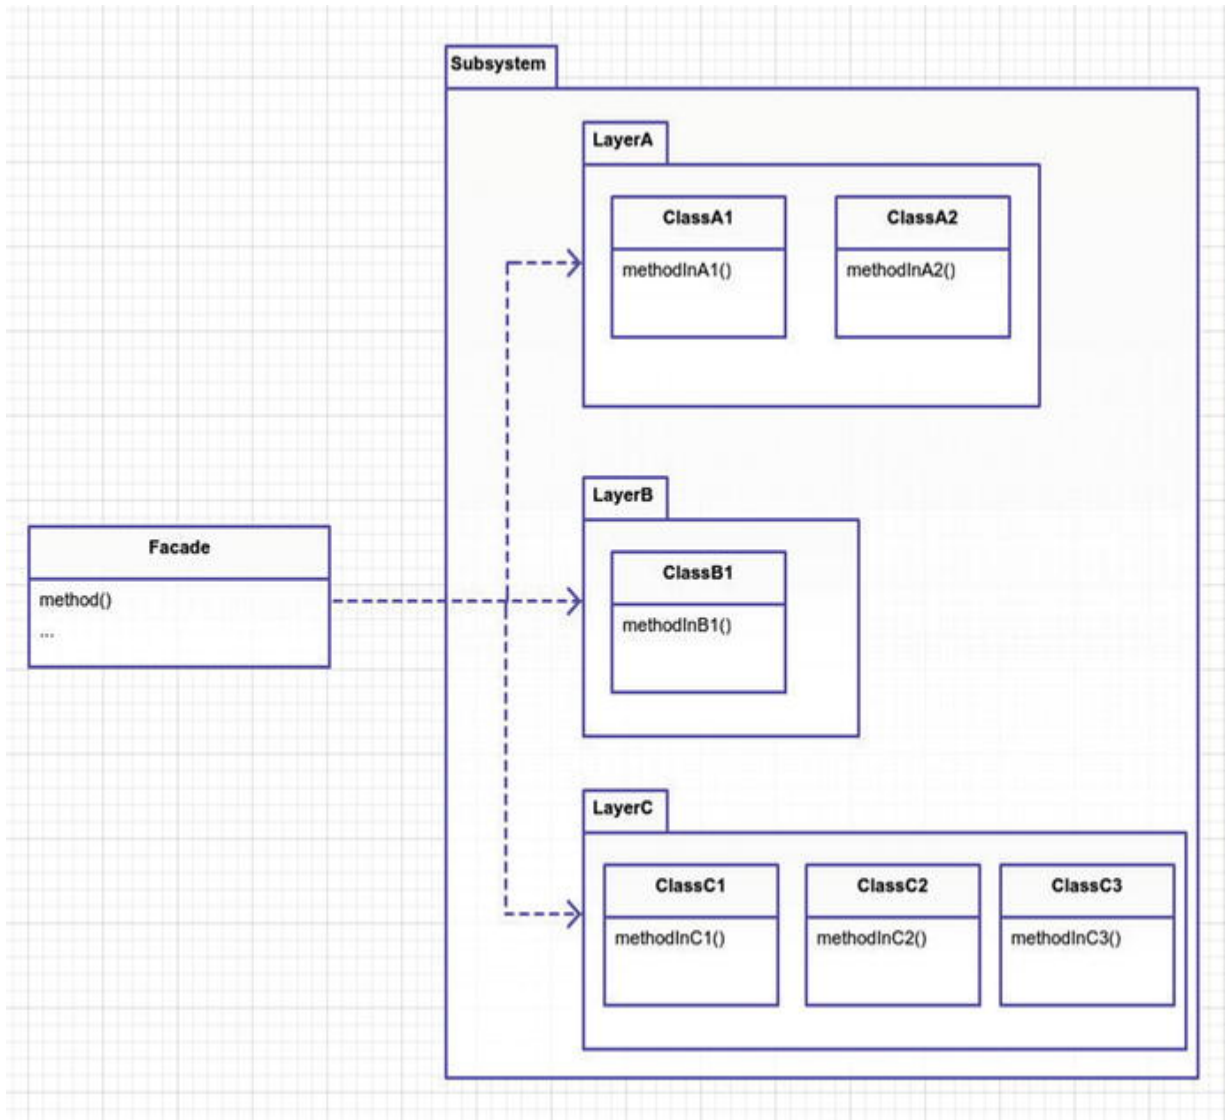 Subsystem
LayerA
ClassA1
methodInA1()
ClassA2
methodInA2()
LayerB
ClassB1
methodInB1()
Facade
method()
...
LayerC
ClassC1
methodInC1()
ClassC2
methodInC2()
ClassC3
methodInC3()